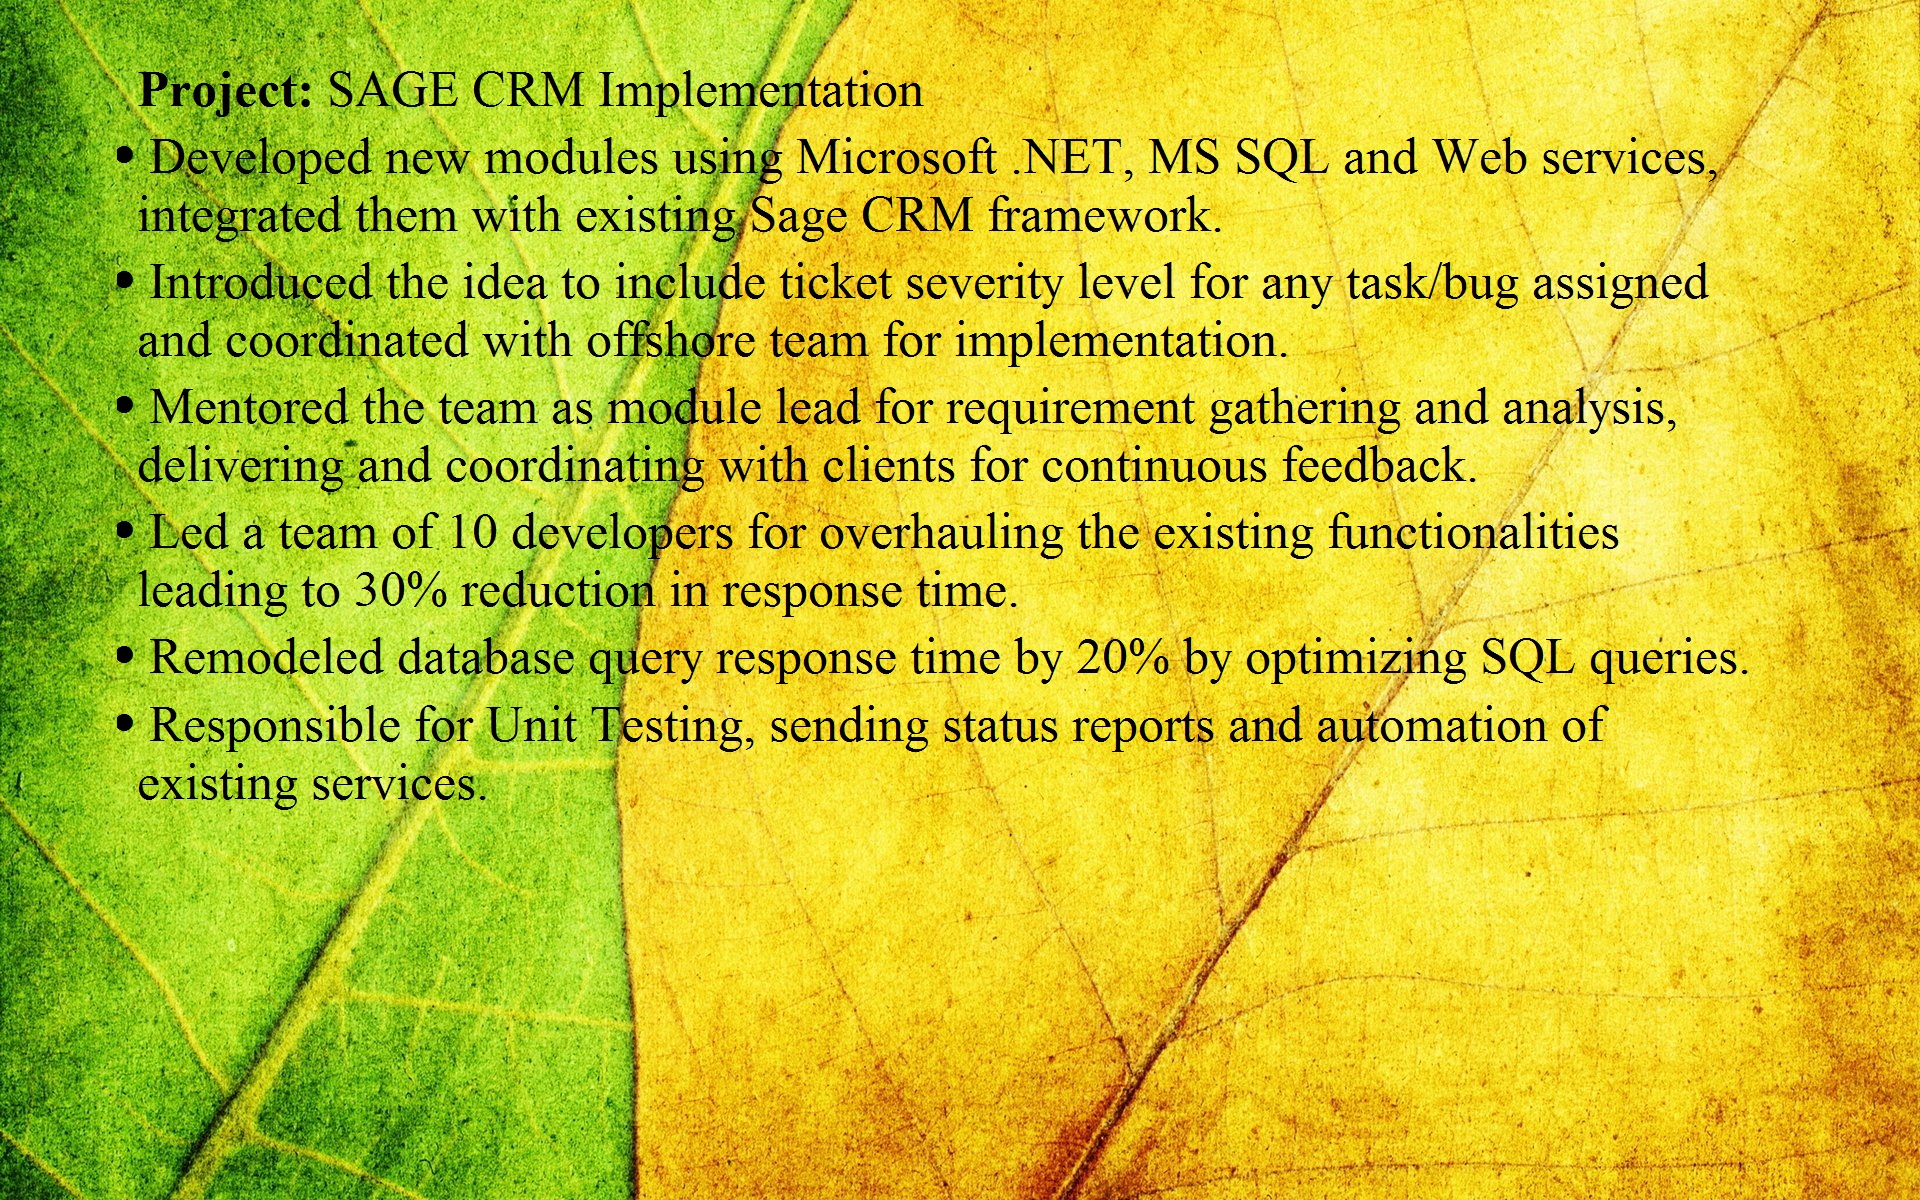 Project: SAGE CRM Implementation
• Developed new modules using Microsoft .NET, MS SQL and Web services,
integrated them with existing Sage CRM framework.
• Introduced the idea to include ticket severity level for any task/bug assigned
and coordinated with offshore team for implementation.
• Mentored the team as module lead for requirement gathering and analysis,
delivering and coordinating with clients for continuous feedback.
• Led a team of 10 developers for overhauling the existing functionalities
leading to 30% reduction in response time.
• Remodeled database query response time by 20% by optimizing SQL queries.
• Responsible for Unit Testing, sending status reports and automation of
existing services.